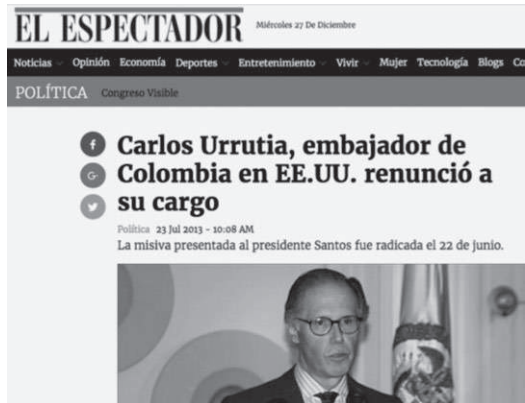 EL ESPECTADOR
Miércoles 27 De Diciembre
Noticias Opinión Economía Deportes Entretenimiento Vivir Mujer Tecnología Blogs Co
POLÍTICA Congreso Visible
Carlos Urrutia, embajador de
Colombia en EE.UU. renunció a
su cargo
Política 23 Jul 2013 - 10:08 AM
La misiva presentada al presidente Santos fue radicada el 22 de junio.